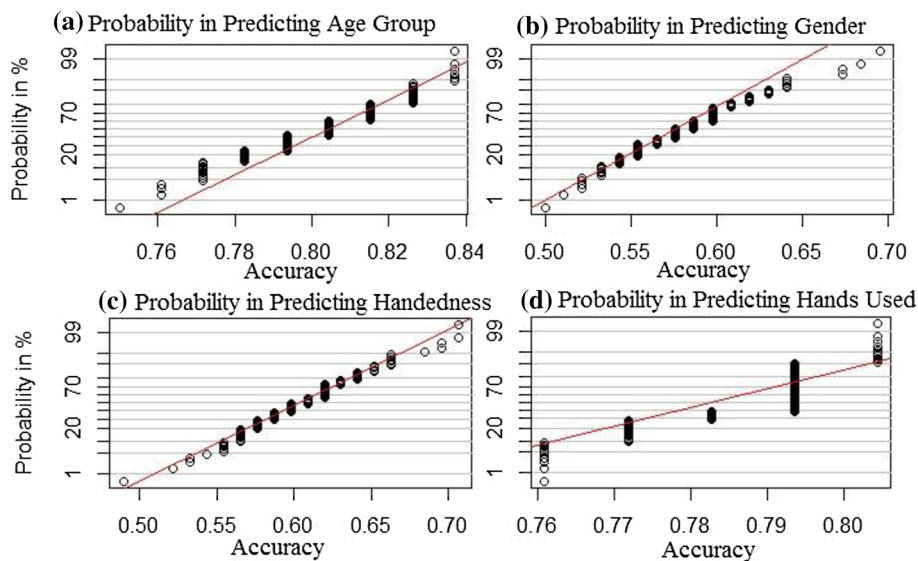 (a) Probability in Predicting Age Group
Probability in %
99
70
20
1
0.76 0.78 0.80 0.82 0.84
Accuracy
(b) Probability in Predicting Gender
99
70
20
1
0.50 0.55 0.60 0.65 0.70
Accuracy
(c) Probability in Predicting Handedness
Probability in %
99
70
20
1
0.50 0.55 0.60 0.65 0.70
Accuracy
(d) Probability in Predicting Hands Used
99
70
20
1
0.76 0.77 0.78 0.79 0.80
Accuracy